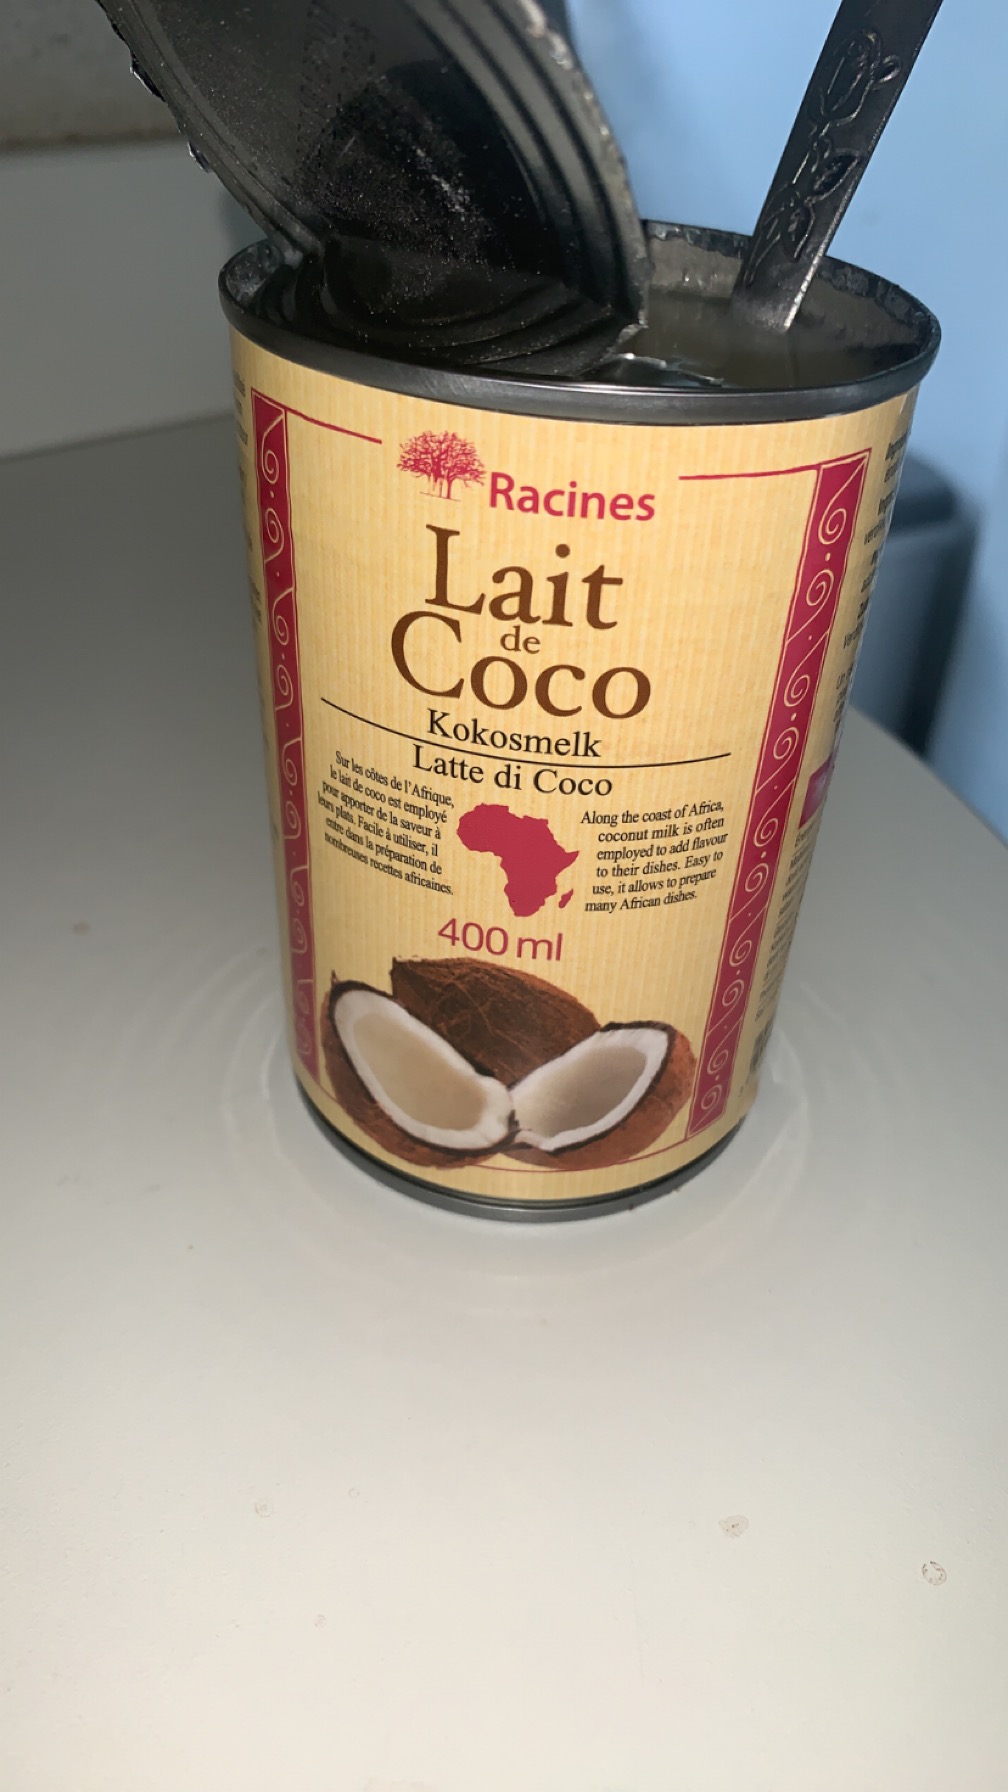 Racines
Lait
de
Coco
Kokosmelk
Latte di Coco
Sur les côtes de l'Afrique,
le lait de coco est employé
pour apporter de la saveur à
leurs plats. Facile à utiliser, il
entre dans la préparation de
nombreuses recettes africaines.
Along the coast of Africa,
coconut milk is often
employed to add flavour
to their dishes. Easy to
use, it allows to prepare
many African dishes.
400 ml